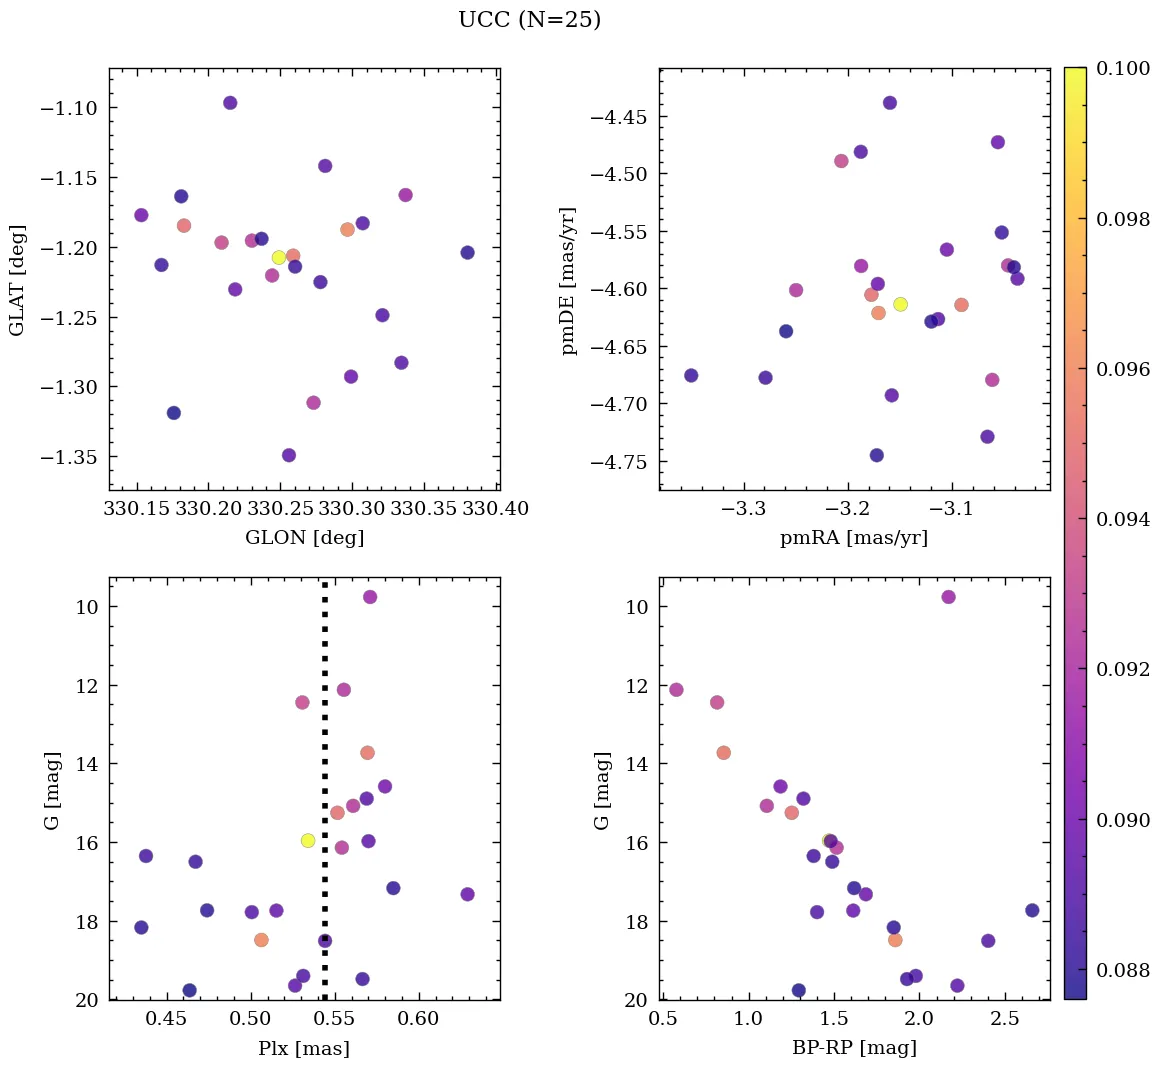 UCC (N=25)
−1.10
−1.15
−1.20
−1.25
−1.30
−1.35
GLAT [deg]
330.15 330.20 330.25 330.30 330.35 330.40
GLON [deg]
−4.45
−4.50
−4.55
−4.60
−4.65
−4.70
−4.75
pmDE [mas/yr]
−3.3 −3.2 −3.1
pmRA [mas/yr]
10
12
14
16
18
20
G [mag]
0.45 0.50 0.55 0.60
Plx [mas]
10
12
14
16
18
20
G [mag]
0.5 1.0 1.5 2.0 2.5
BP-RP [mag]
0.100
0.098
0.096
0.094
0.092
0.090
0.088